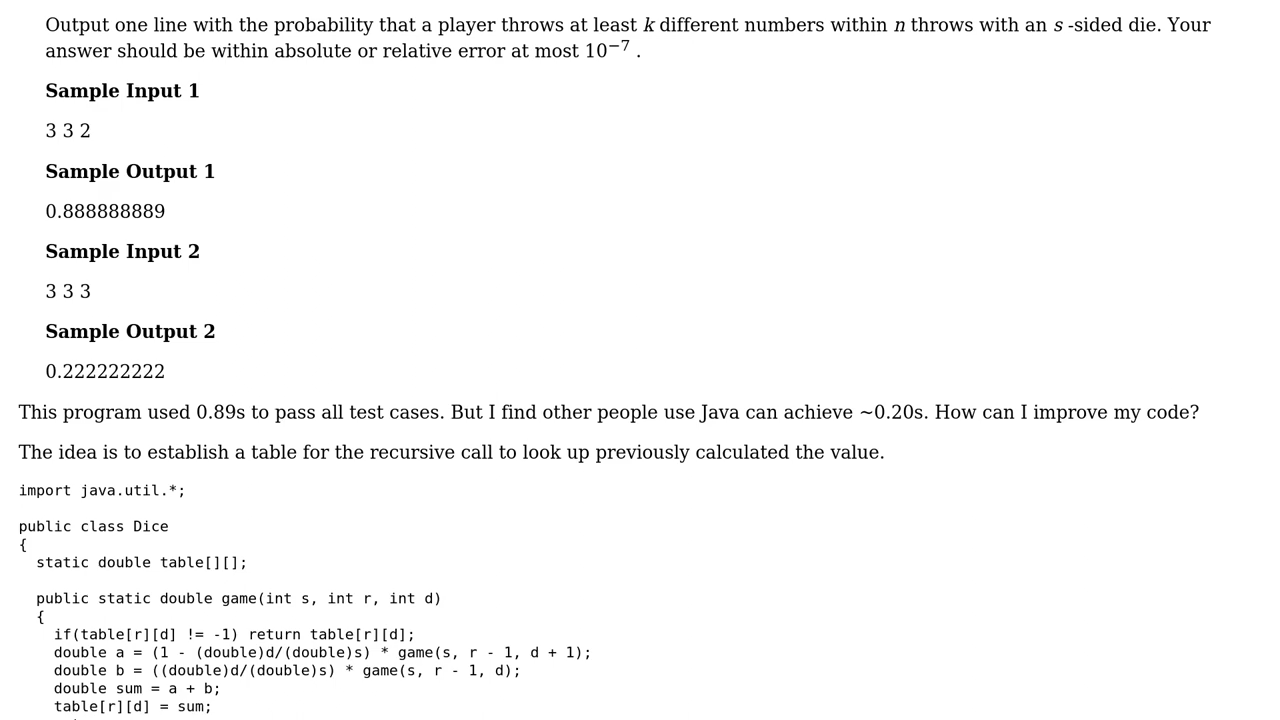 Output one line with the probability that a player throws at least k different numbers within n throws with an s -sided die. Your
answer should be within absolute or relative error at most 10−7 .
Sample Input 1
3 3 2
Sample Output 1
0.888888889
Sample Input 2
3 3 3
Sample Output 2
0.222222222
This program used 0.89s to pass all test cases. But I find other people use Java can achieve ~0.20s. How can I improve my code?
The idea is to establish a table for the recursive call to look up previously calculated the value.
import java.util.*;
public class Dice
{
static double table[][];
public static double game(int s, int r, int d)
{
if(table[r][d] != -1) return table[r][d];
double a = (1 - (double)d/(double)s) * game(s, r - 1, d + 1);
double b = ((double)d/(double)s) * game(s, r - 1, d);
double sum = a + b;
table[r][d] = sum;